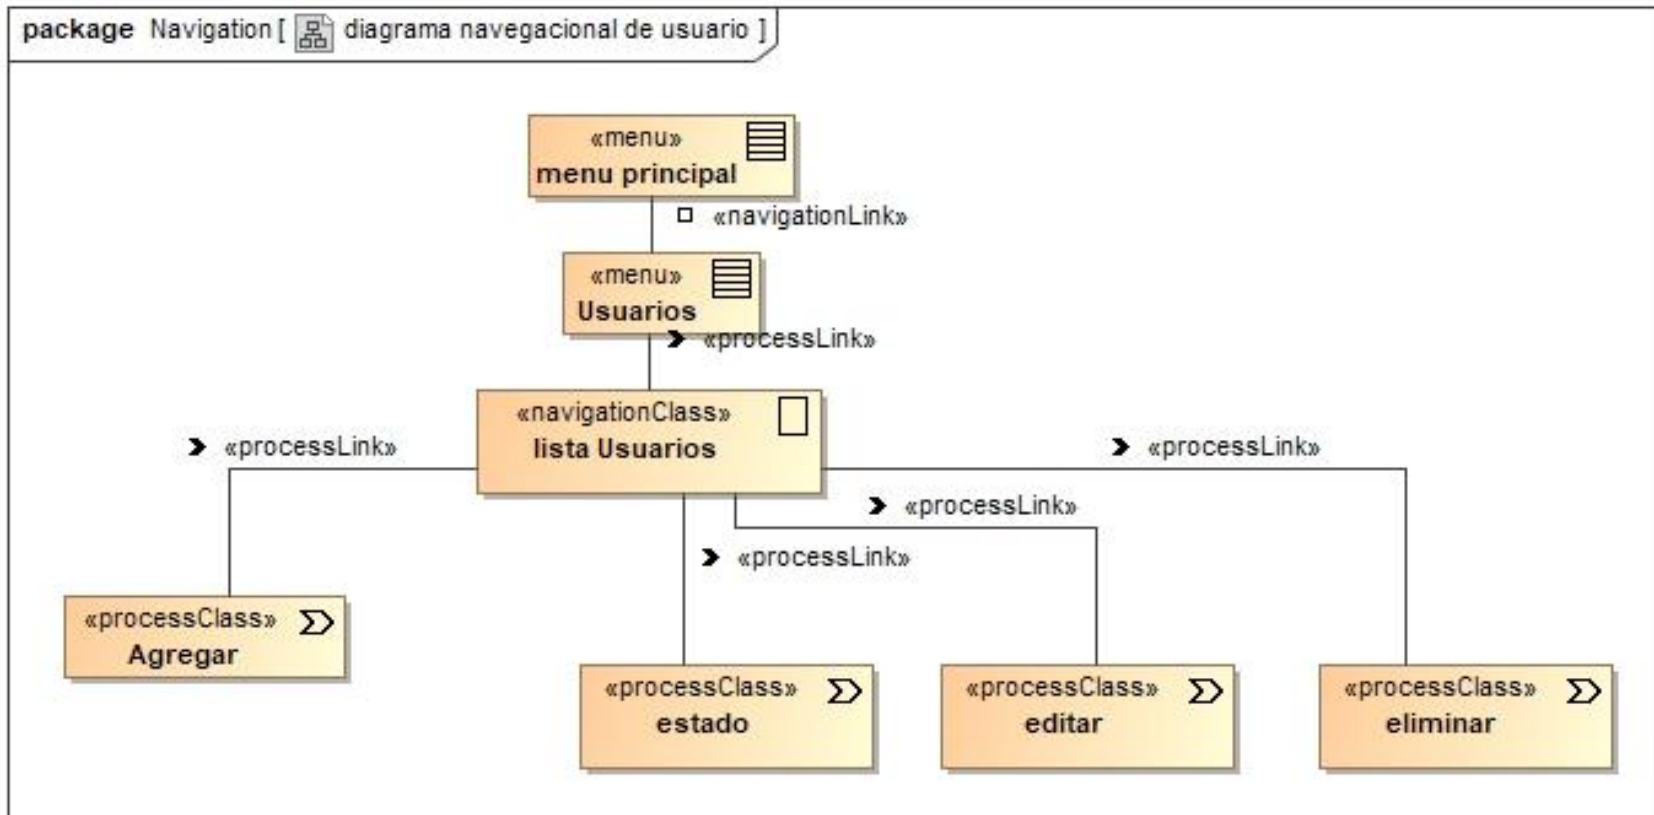 package Navigation [ diagrama navegacional de usuario ]
«menu»
menu principal
«navigationLink»
«menu»
Usuarios
«processLink»
«navigationClass»
lista Usuarios
«processLink»
«processLink»
«processLink»
«processLink»
«processClass»
Agregar
«processClass»
estado
«processClass»
editar
«processClass»
eliminar